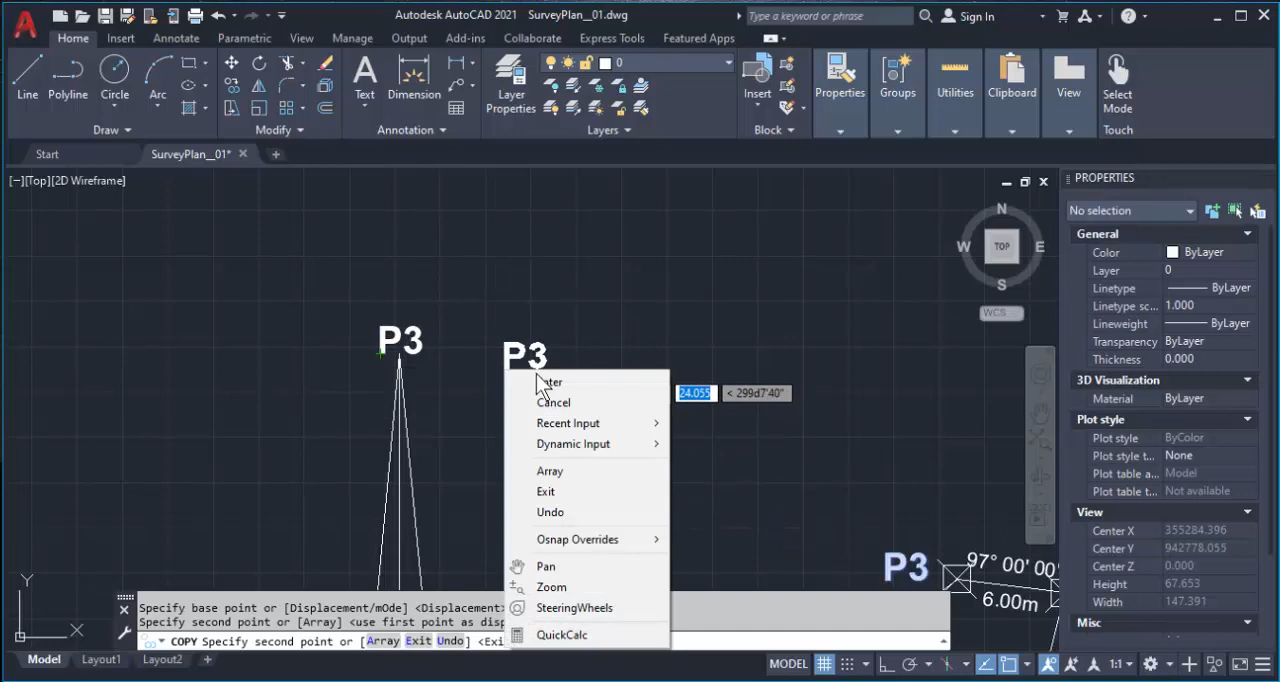 Autodesk AutoCAD 2021 SurveyPlan_01.dwg
Type a keyword or phrase
Sign In
Home Insert Annotate Parametric View Manage Output Add-ins Collaborate Express Tools Featured Apps
0
Line Polyline Circle Arc
Text Dimension
Layer
Properties
Insert
Properties Groups Utilities Clipboard View
Select
Mode
Draw Modify Annotation Layers Block Touch
Start SurveyPlan_01*
[−][Top][2D Wireframe]
N
W TOP E
S
WCS
P3
P3
Cancel
Recent Input
Dynamic Input
Array
Exit
Undo
Osnap Overrides
Pan
Zoom
SteeringWheels
QuickCalc
24.055 < 299d7'40"
P3
97° 00' 00
6.00m
Y
X
PROPERTIES
No selection
General
Color ByLayer
Layer 0
Linetype ByLayer
Linetype sc... 1.000
Lineweight ByLayer
Transparency ByLayer
Thickness 0.000
3D Visualization
Material ByLayer
Plot style
Plot style ByColor
Plot style t... None
Plot table a... Model
Plot table t... Not available
View
Center X 355284.396
Center Y 942778.055
Center Z 0.000
Height 67.653
Width 147.391
Misc
Specify base point or [Displacement/mOde] <Displacement>
Specify second point or [Array] <use first point as disp
COPY Specify second point or [Array Exit Undo] <Exi
Model Layout1 Layout2 +
MODEL 1:1